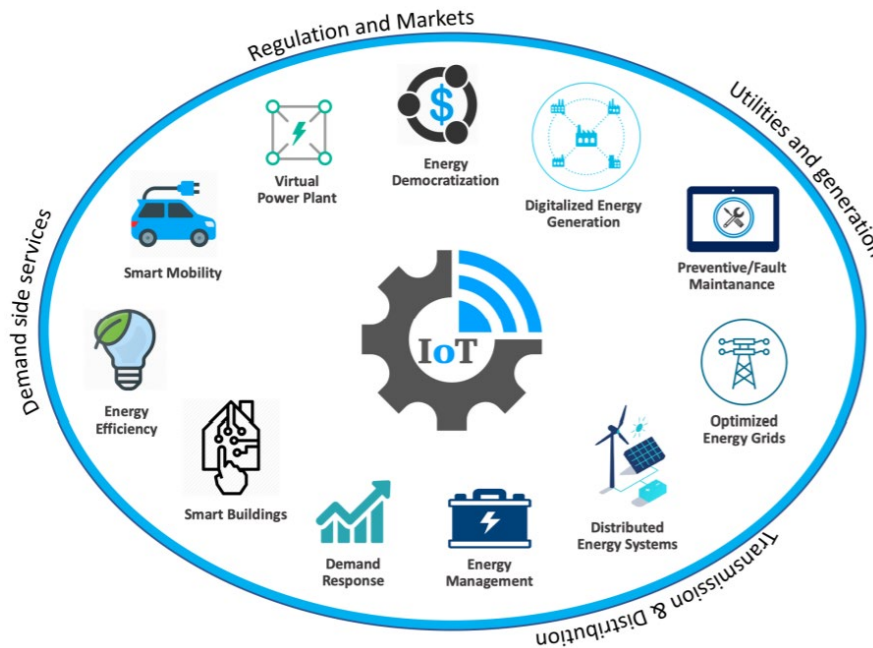 Regulation and Markets
Utilities and generation
Demand side services
Transmission & Distribution
$
Energy
Democratization
Virtual
Power Plant
Digitalized Energy
Generation
Smart Mobility
Preventive/Fault
Maintanance
IoT
Energy
Efficiency
Optimized
Energy Grids
Smart Buildings
Distributed
Energy Systems
Demand
Response
Energy
Management